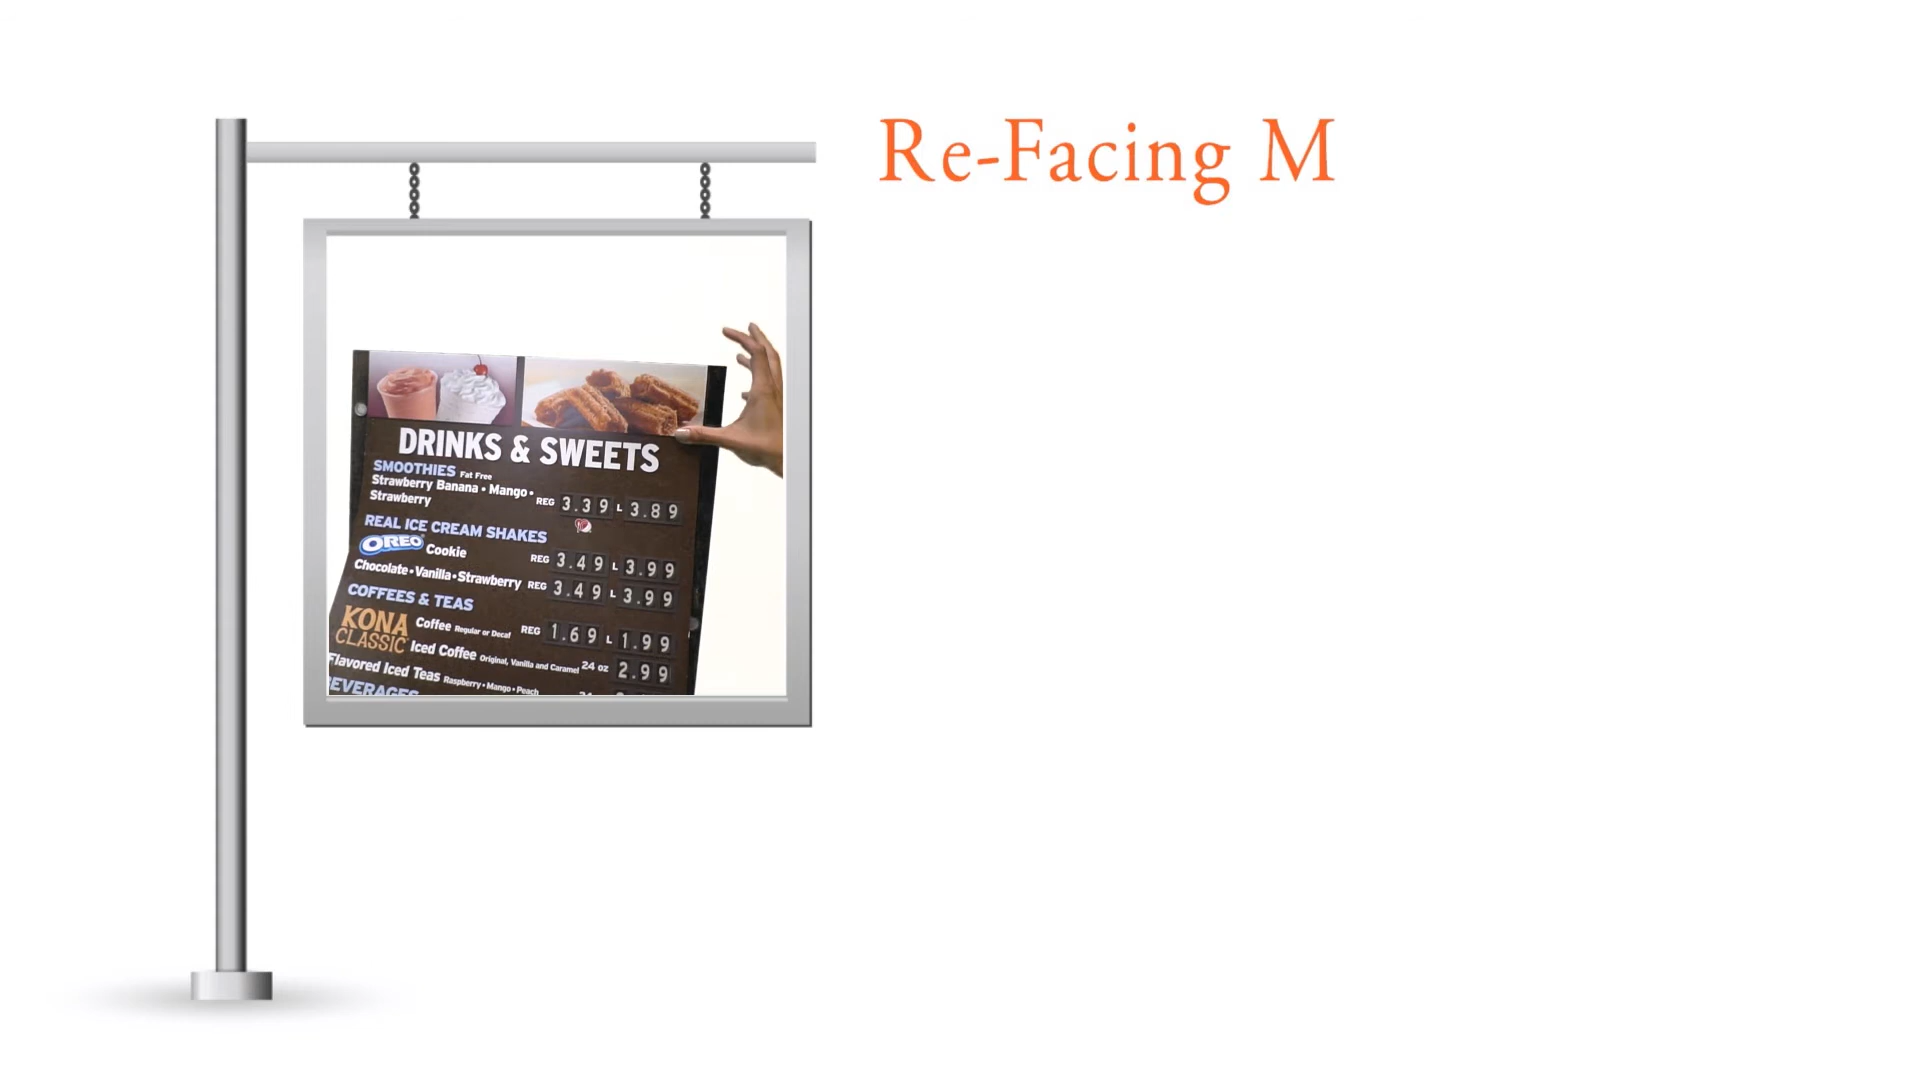 Re-Facing M
DRINKS & SWEETS
SMOOTHIES Fat Free
Strawberry Banana • Mango •
Strawberry
REG 3.39 L 3.89
REAL ICE CREAM SHAKES
OREO Cookie
REG 3.49 L 3.99
Chocolate • Vanilla • Strawberry REG 3.49 L 3.99
COFFEES & TEAS
KONA CLASSIC Coffee Regular or Decaf REG 1.69 L 1.99
Iced Coffee Original, Vanilla and Caramel 24 oz 2.99
Flavored Iced Teas Raspberry • Mango • Peach
BEVERAGES